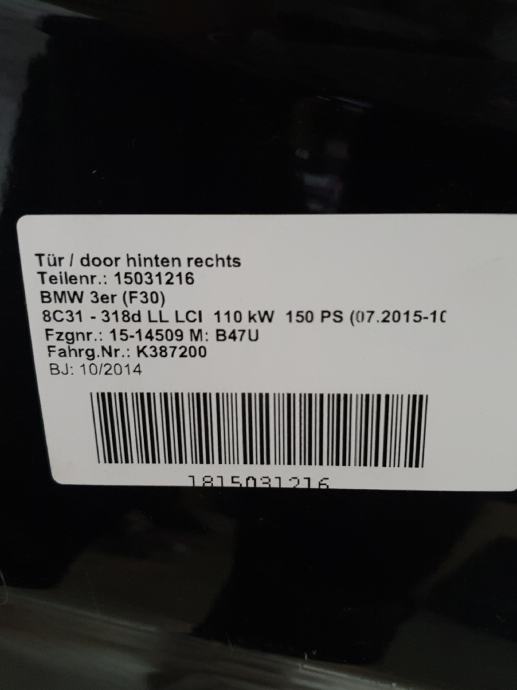 Tür / door hinten rechts
Teilenr.: 15031216
BMW 3er (F30)
8C31 - 318d LL LCI 110 kW 150 PS (07.2015-10
Fzgnr.: 15-14509 M: B47U
Fahrg.Nr.: K387200
BJ: 10/2014
1815031216